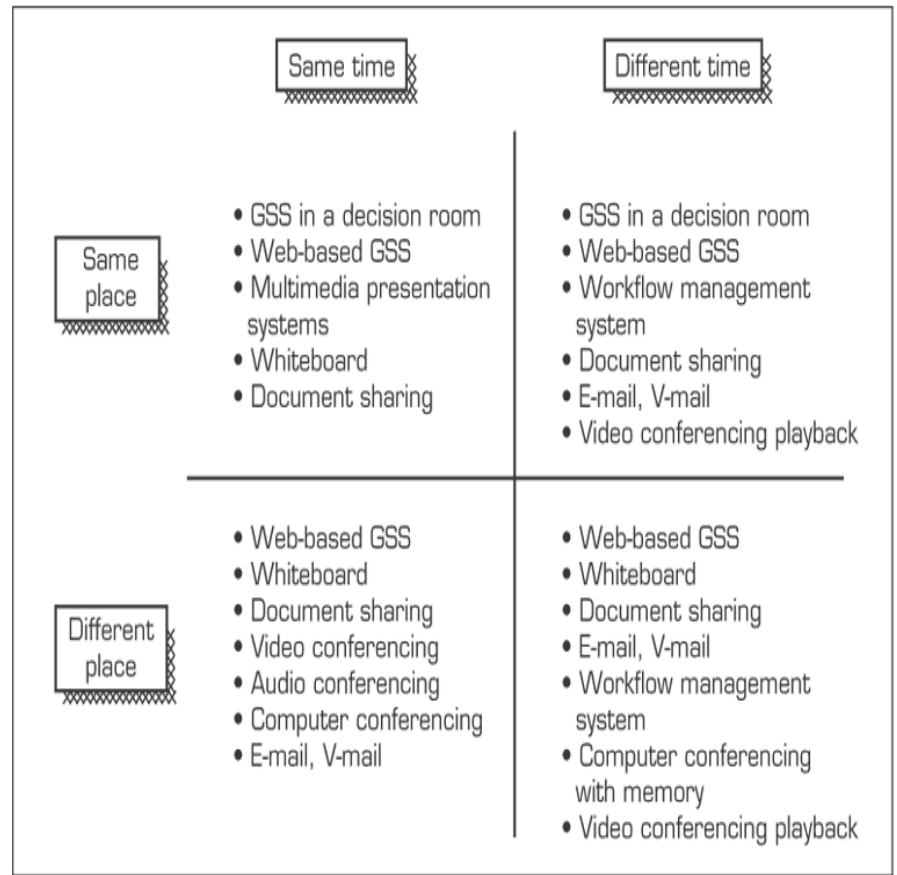 Same time
Different time
Same
place
• GSS in a decision room
• Web-based GSS
• Multimedia presentation
systems
• Whiteboard
• Document sharing
• GSS in a decision room
• Web-based GSS
• Workflow management
system
• Document sharing
• E-mail, V-mail
• Video conferencing playback
Different
place
• Web-based GSS
• Whiteboard
• Document sharing
• Video conferencing
• Audio conferencing
• Computer conferencing
• E-mail, V-mail
• Web-based GSS
• Whiteboard
• Document sharing
• E-mail, V-mail
• Workflow management
system
• Computer conferencing
with memory
• Video conferencing playback